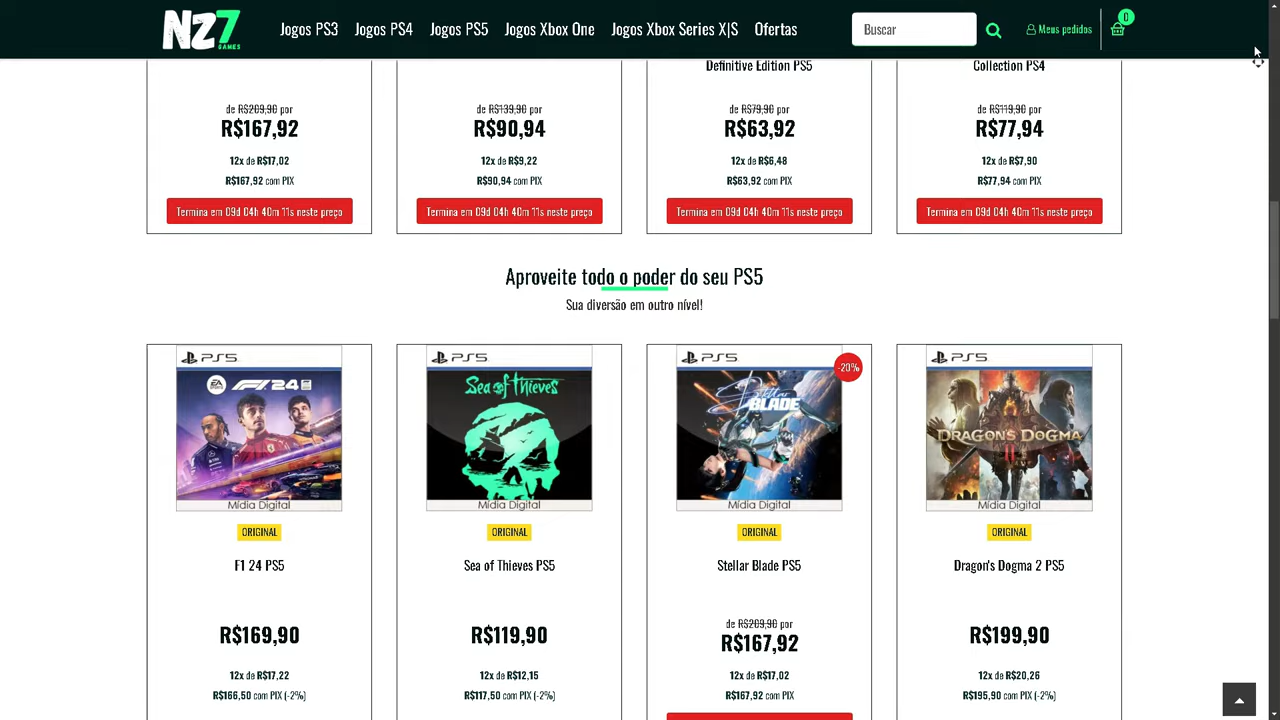 NZ7 GAMES
Jogos PS3 Jogos PS4 Jogos PS5 Jogos Xbox One Jogos Xbox Series X|S Ofertas
Buscar
Meus pedidos
0
Definitive Edition PS5 Collection PS4
de R$209,90 por de R$139,90 por de R$79,90 por de R$119,90 por
R$167,92 R$90,94 R$63,92 R$77,94
12x de R$17,02 12x de R$9,22 12x de R$6,48 12x de R$7,90
R$167,92 com PIX R$90,94 com PIX R$63,92 com PIX R$77,94 com PIX
Termina em 09d 04h 40m 11s neste preço Termina em 09d 04h 40m 11s neste preço Termina em 09d 04h 40m 11s neste preço Termina em 09d 04h 40m 11s neste preço
Aproveite todo o poder do seu PS5
Sua diversão em outro nível!
PS5 PS5 PS5 PS5
-20%
EA SPORTS F1 24 Sea of Thieves Stellar BLADE DRAGON'S DOGMA II
Mídia Digital Mídia Digital Mídia Digital Mídia Digital
ORIGINAL ORIGINAL ORIGINAL ORIGINAL
F1 24 PS5 Sea of Thieves PS5 Stellar Blade PS5 Dragon's Dogma 2 PS5
de R$209,90 por
R$169,90 R$119,90 R$167,92 R$199,90
12x de R$17,22 12x de R$12,15 12x de R$17,02 12x de R$20,26
R$166,50 com PIX (-2%) R$117,50 com PIX (-2%) R$167,92 com PIX R$195,90 com PIX (-2%)